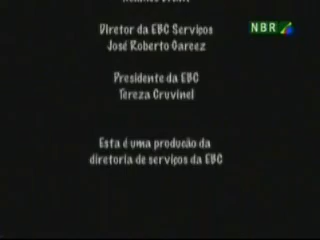 NBR
Diretor da EBC Serviços
José Roberto Garcez
Presidente da EBC
Tereza Cruvinel
Esta é uma produção da
diretoria de serviços da EBC